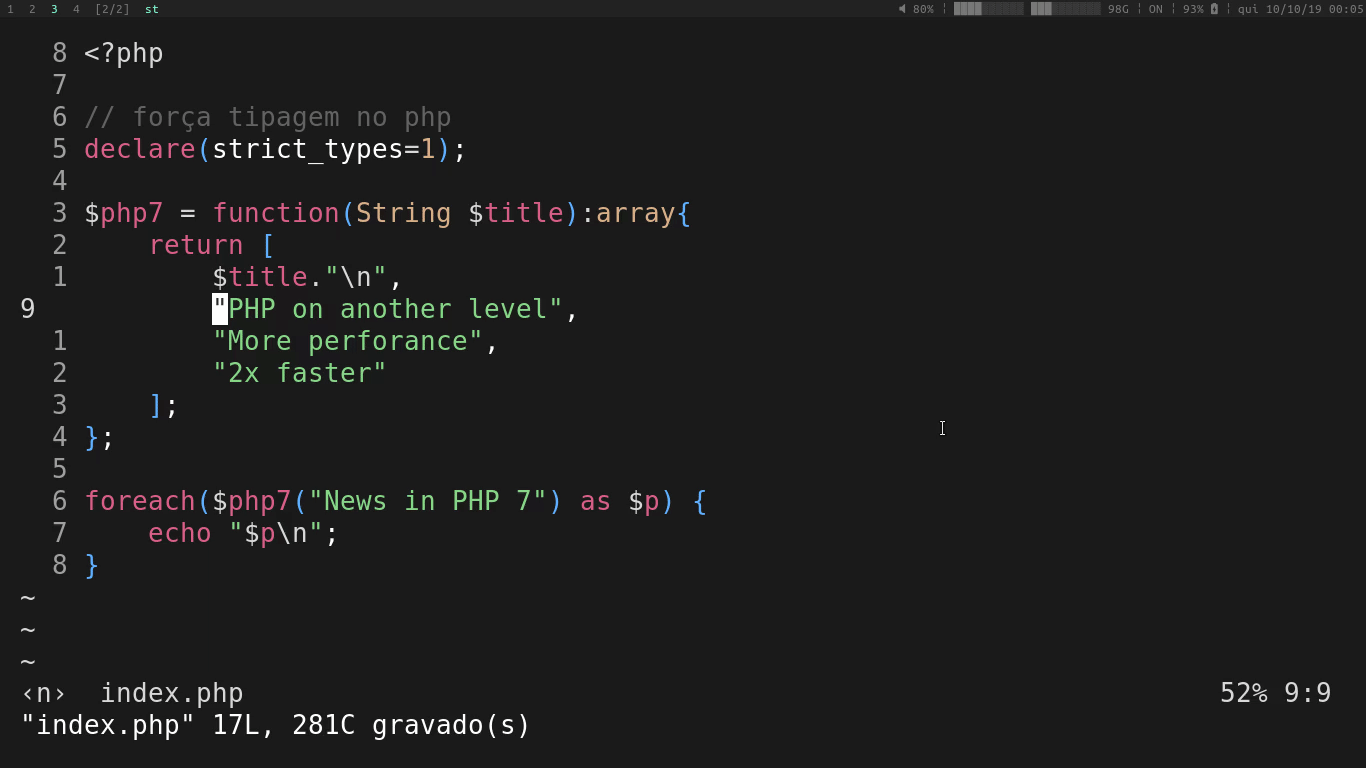 1 2 3 4 [2/2] st 80% ¦ ¦ 98G ¦ ON ¦ 93% ¦ qui 10/10/19 00:05
8 <?php
7
6 // força tipagem no php
5 declare(strict_types=1);
4
3 $php7 = function(String $title):array{
2     return [
1         $title."\n",
9         "PHP on another level",
1         "More perforance",
2         "2x faster"
3     ];
4 };
5
6 foreach($php7("News in PHP 7") as $p) {
7     echo "$p\n";
8 }
~
~
~
‹n›  index.php 52% 9:9
"index.php" 17L, 281C gravado(s)